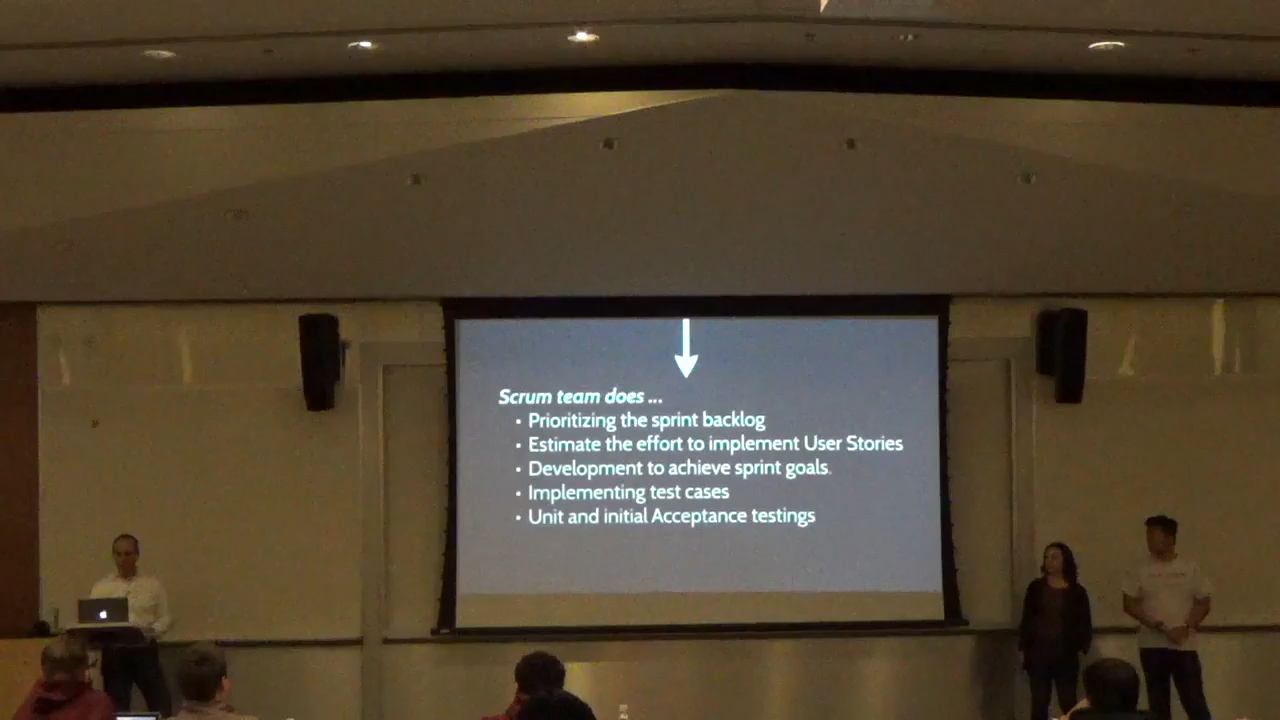 Scrum team does ...
• Prioritizing the sprint backlog
• Estimate the effort to implement User Stories
• Development to achieve sprint goals.
• Implementing test cases
• Unit and initial Acceptance testings